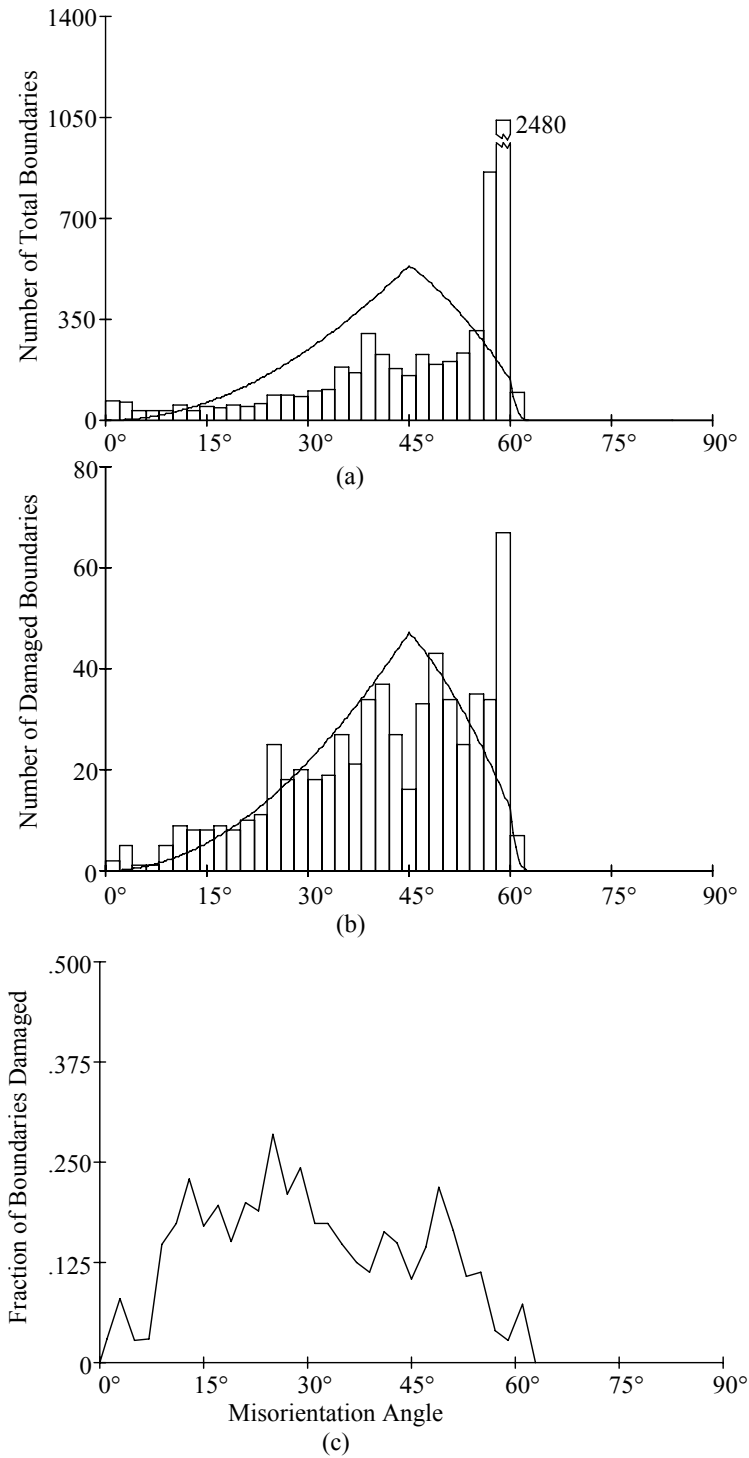 Number of Total Boundaries
1400
1050
700
350
0
2480
0° 15° 30° 45° 60° 75° 90°
(a)
Number of Damaged Boundaries
80
60
40
20
0
0° 15° 30° 45° 60° 75° 90°
(b)
Fraction of Boundaries Damaged
.500
.375
.250
.125
0
0° 15° 30° 45° 60° 75° 90°
Misorientation Angle
(c)